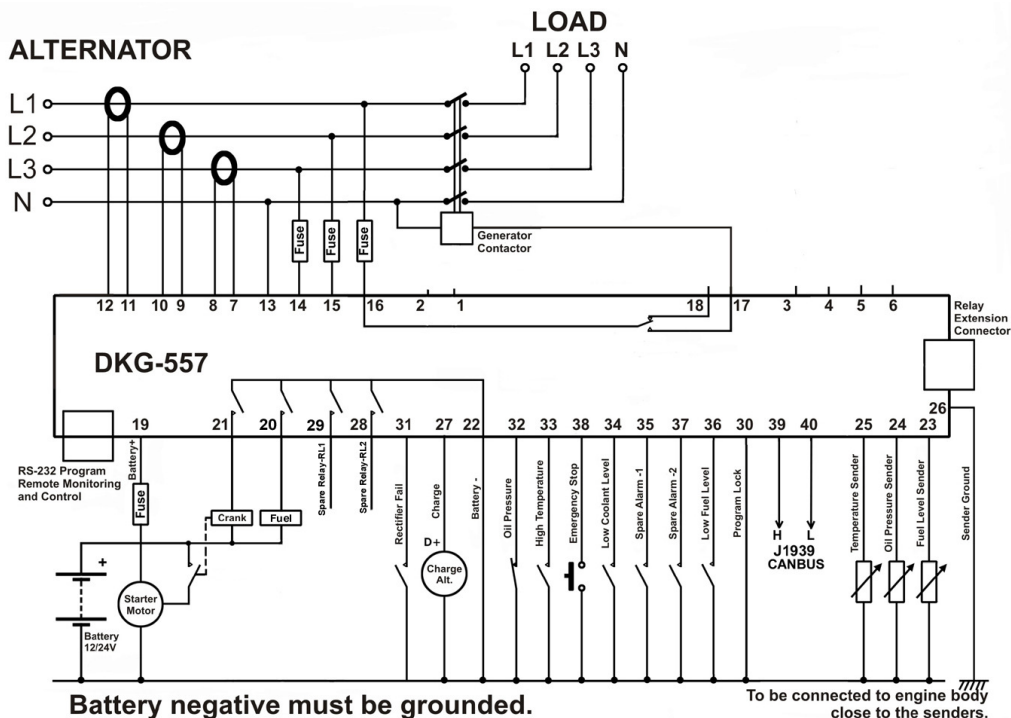 LOAD
ALTERNATOR
L1 L2 L3 N
L1
L2
L3
N
Fuse
Fuse
Fuse
Generator
Contactor
12 11 10 9 8 7 13 14 15 16 2 1 18 17 3 4 5 6
Relay
Extension
Connector
DKG-557
26
19 21 20 29 28 31 27 22 32 33 38 34 35 37 36 30 39 40 25 24 23
RS-232 Program
Remote Monitoring
and Control
Battery+
Fuse
Spare Relay-RL1
Spare Relay-RL2
Rectifier Fail
Charge
Battery -
Oil Pressure
High Temperature
Emergency Stop
Low Coolant Level
Spare Alarm -1
Spare Alarm -2
Low Fuel Level
Program Lock
Temperature Sender
Oil Pressure Sender
Fuel Level Sender
Sender Ground
Crank
Fuel
H L
J1939
CANBUS
D+
Charge
Alt.
+
Starter
Motor
Battery
12/24V
Battery negative must be grounded.
To be connected to engine body
close to the senders.